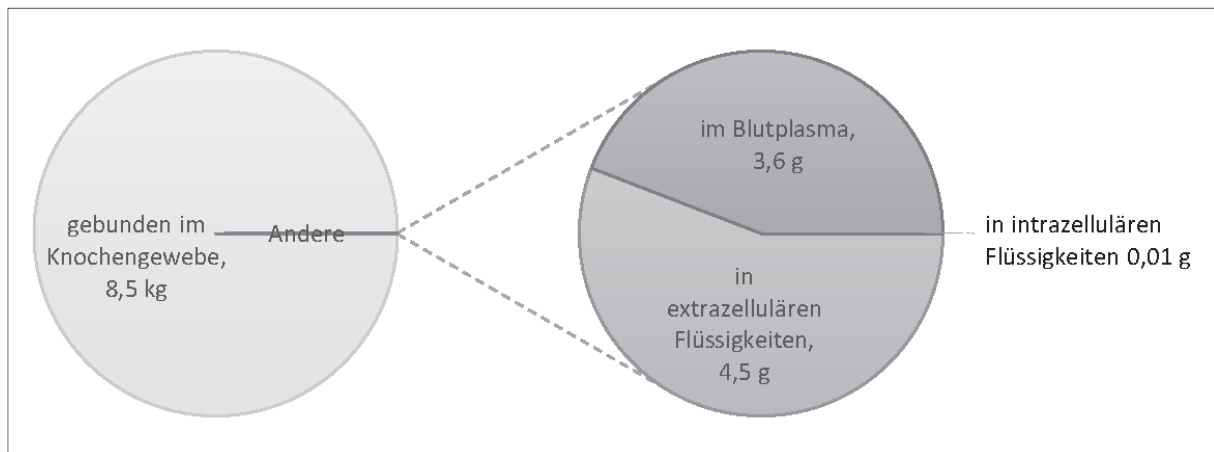 gebunden im
Knochengewebe,
8,5 kg
Andere
im Blutplasma,
3,6 g
in
extrazellulären
Flüssigkeiten,
4,5 g
in intrazellulären
Flüssigkeiten 0,01 g